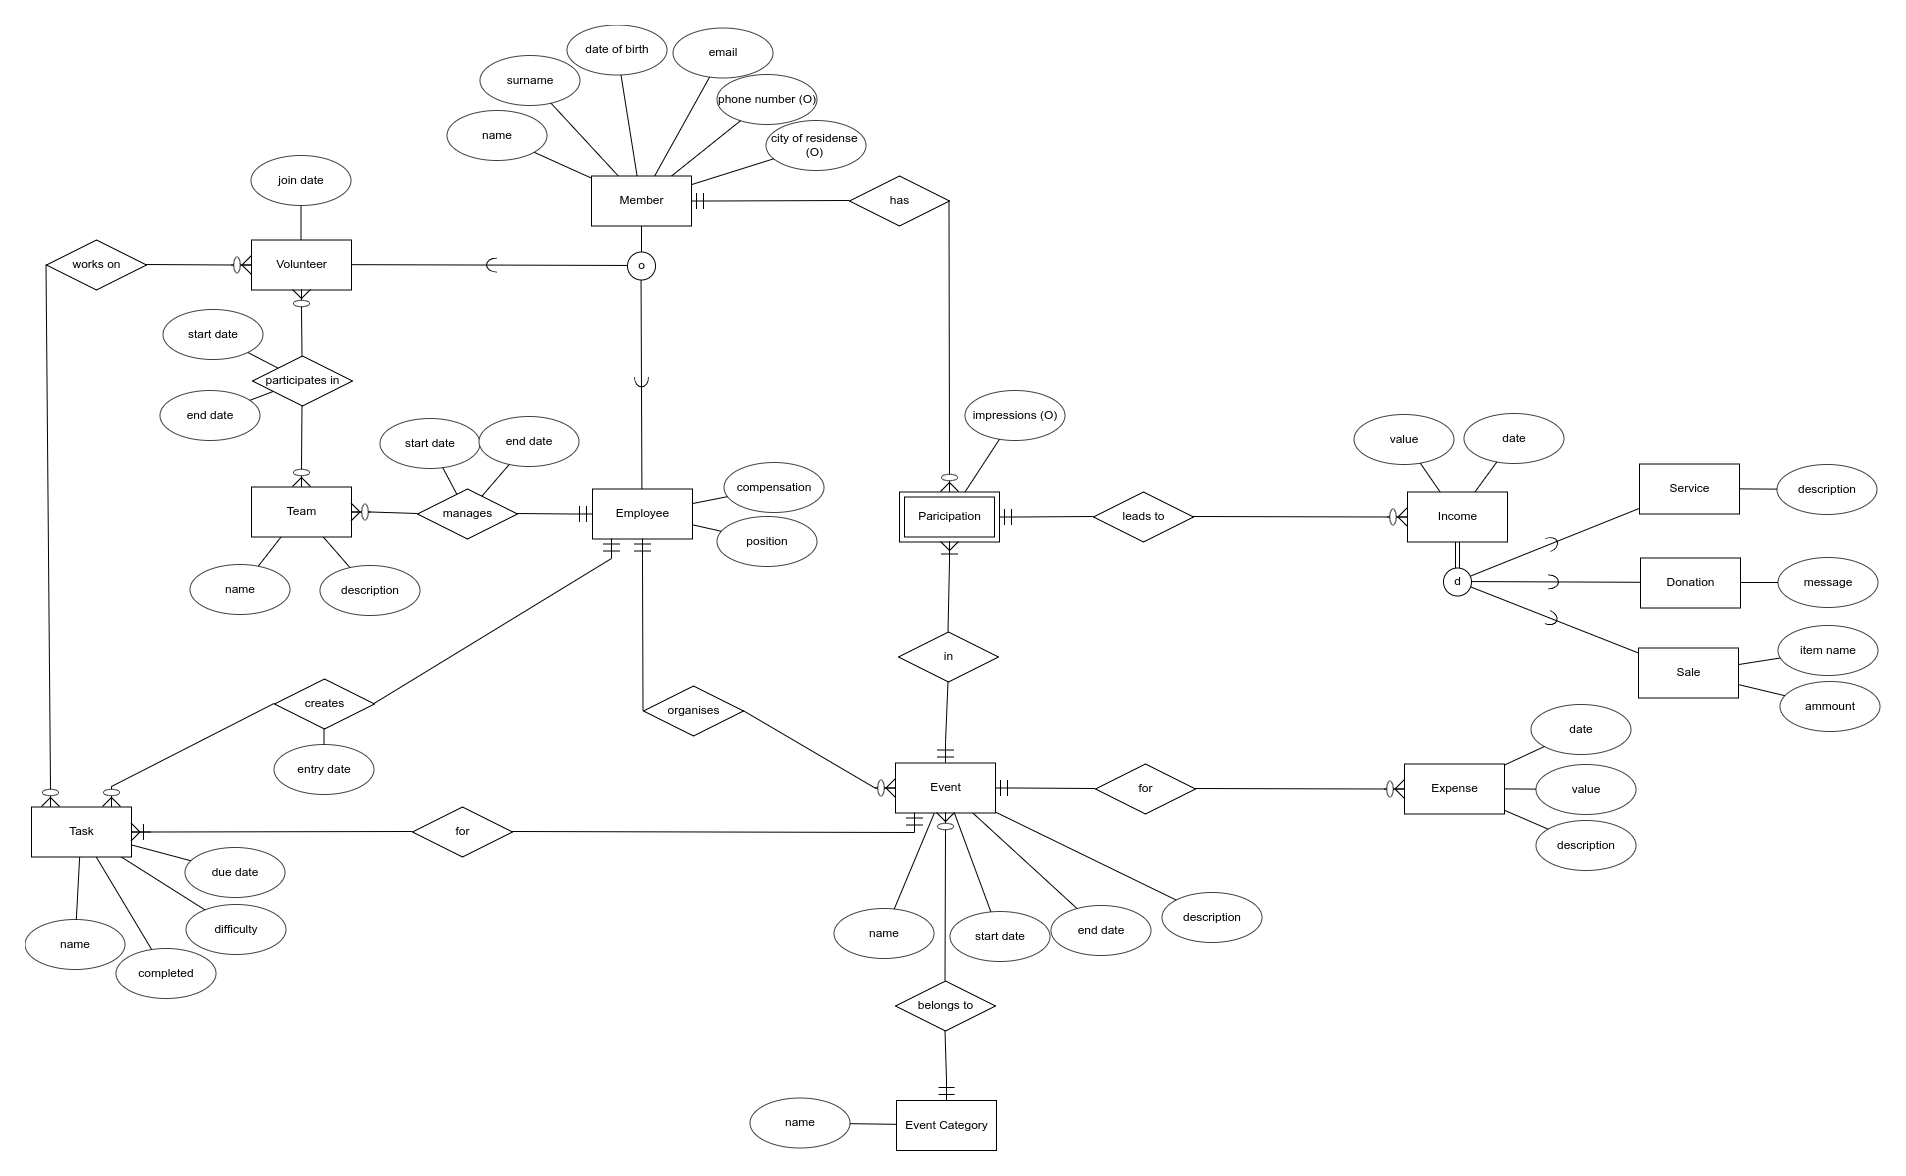 date of birth
email
surname
phone number (O)
name
city of residense
(O)
join date
Member
has
works on
Volunteer
o
start date
participates in
end date
start date
end date
impressions (O)
value
date
compensation
Service
description
Team
manages
Employee
Paricipation
leads to
Income
position
name
description
d
Donation
message
in
item name
Sale
creates
organises
ammount
date
entry date
Event
for
Expense
value
Task
for
description
due date
difficulty
name
completed
name
start date
end date
description
belongs to
name
Event Category